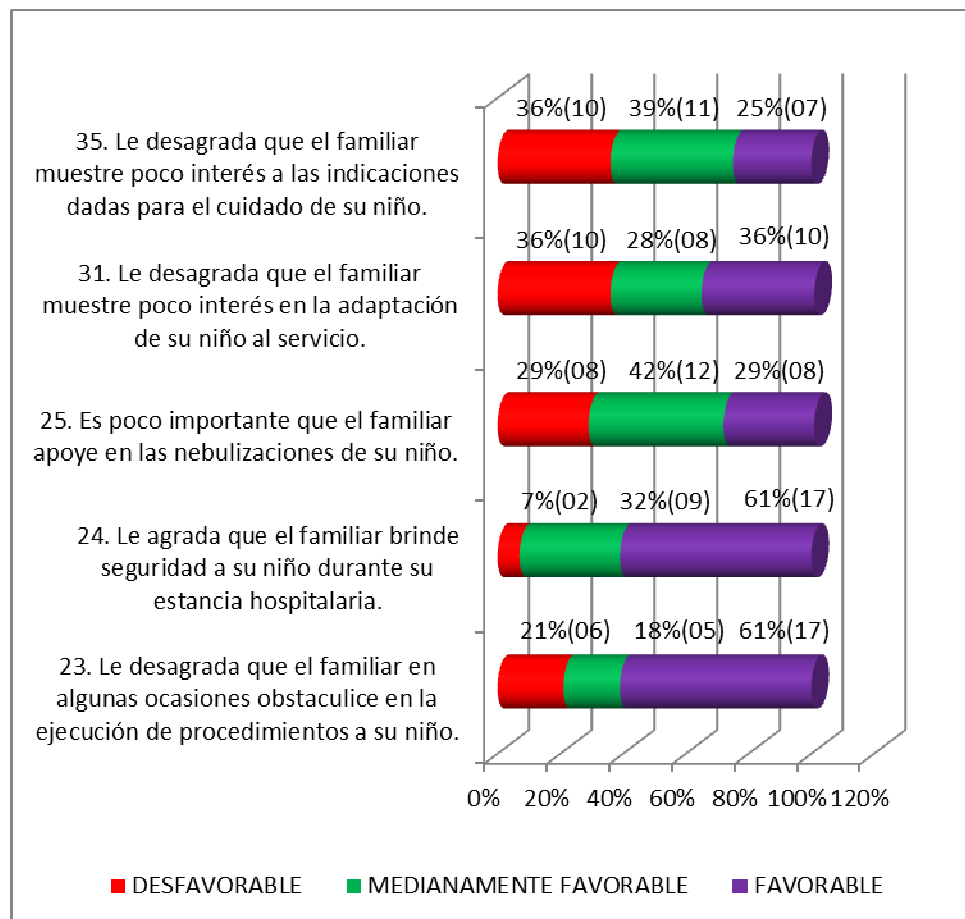 36%(10) 39%(11) 25%(07)
35. Le desagrada que el familiar
muestre poco interés a las indicaciones
dadas para el cuidado de su niño.
36%(10) 28%(08) 36%(10)
31. Le desagrada que el familiar
muestre poco interés en la adaptación
de su niño al servicio.
29%(08) 42%(12) 29%(08)
25. Es poco importante que el familiar
apoye en las nebulizaciones de su niño.
7%(02) 32%(09) 61%(17)
24. Le agrada que el familiar brinde
seguridad a su niño durante su
estancia hospitalaria.
21%(06) 18%(05) 61%(17)
23. Le desagrada que el familiar en
algunas ocasiones obstaculice en la
ejecución de procedimientos a su niño.
0% 20% 40% 60% 80% 100% 120%
DESFAVORABLE MEDIANAMENTE FAVORABLE FAVORABLE